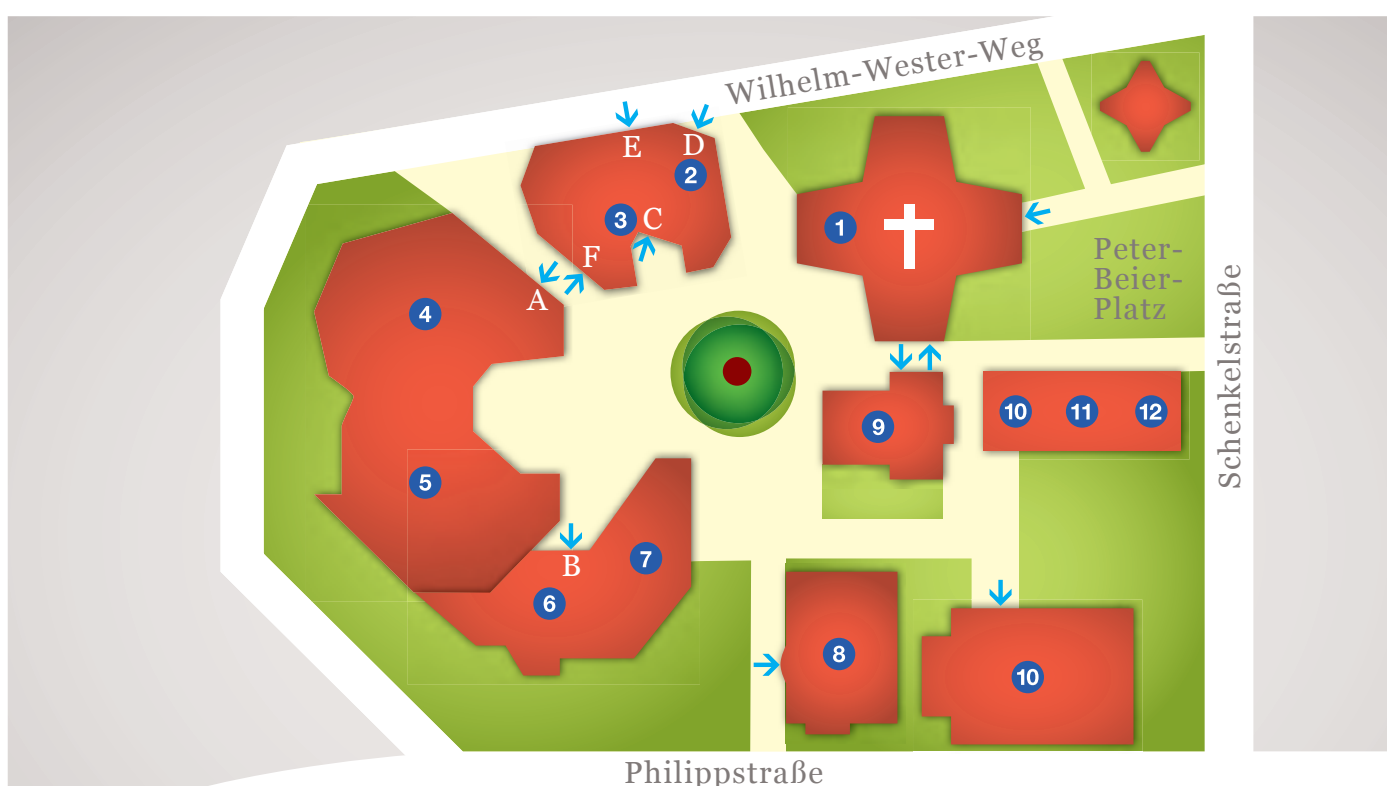 Wilhelm-Wester-Weg
E
D
2
3
C
1
F
A
Peter-
Beier-
Platz
4
Schenkelstraße
9
10
11
12
5
B
7
6
8
10
Philippstraße